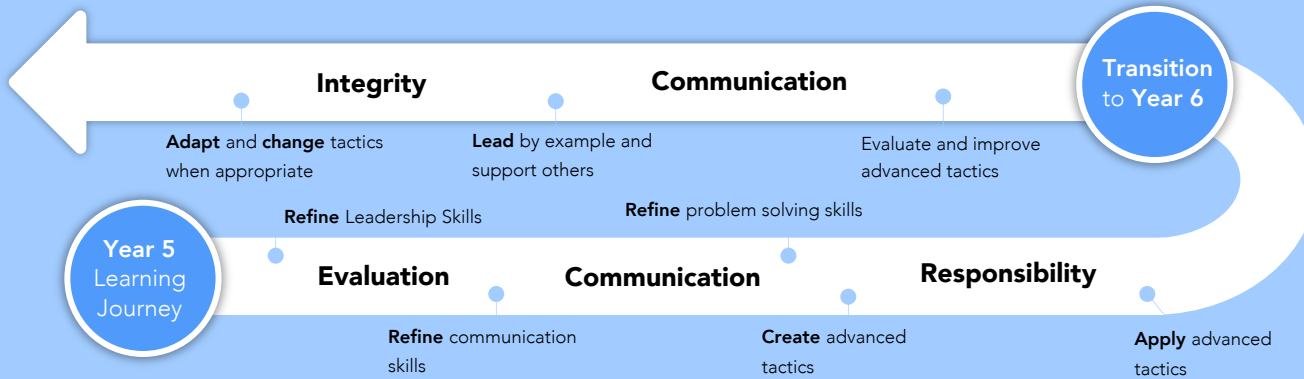 Integrity
Communication
Transition
to Year 6
Adapt and change tactics
when appropriate
Lead by example and
support others
Evaluate and improve
advanced tactics
Refine Leadership Skills
Refine problem solving skills
Year 5
Learning
Journey
Evaluation
Communication
Responsibility
Refine communication
skills
Create advanced
tactics
Apply advanced
tactics